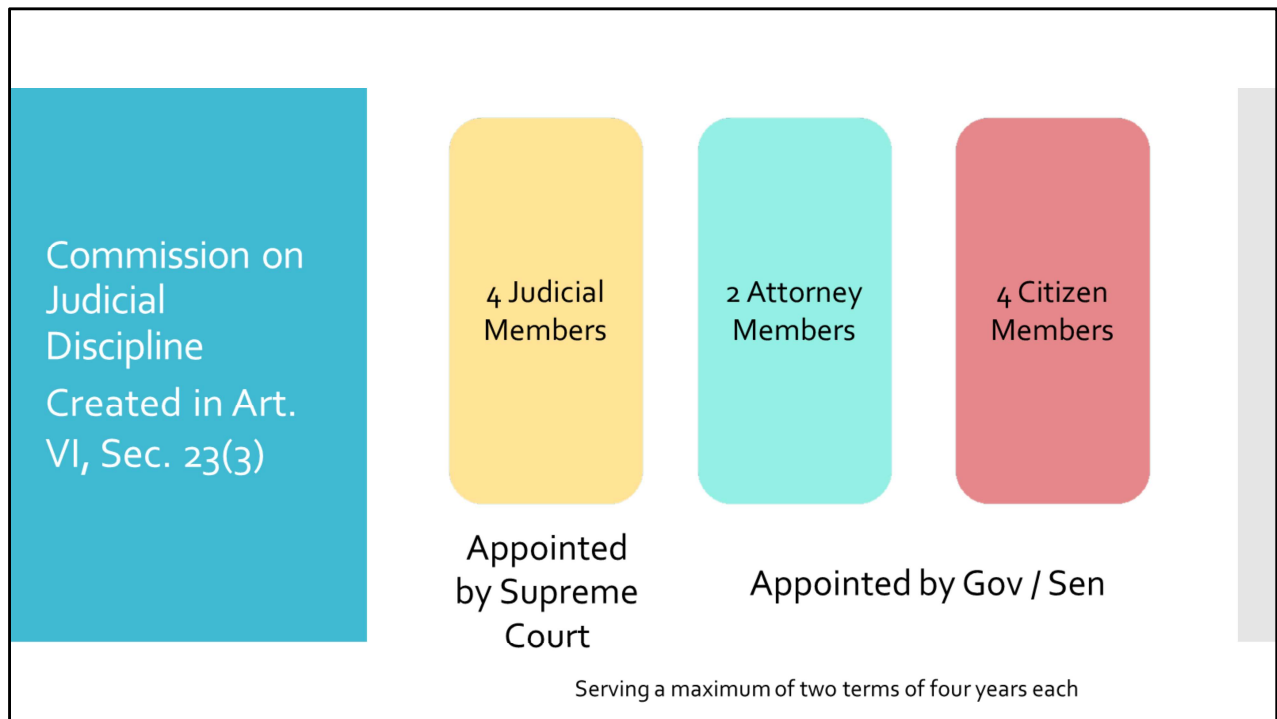 Commission on
Judicial
Discipline
Created in Art.
VI, Sec. 23(3)
4 Judicial
Members
2 Attorney
Members
4 Citizen
Members
Appointed
by Supreme
Court
Appointed by Gov / Sen
Serving a maximum of two terms of four years each